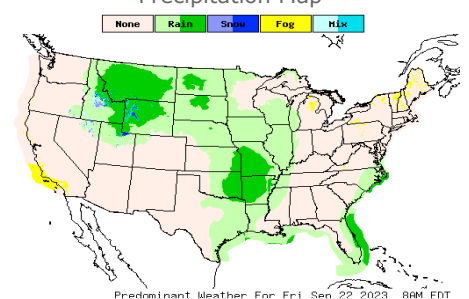 Precipitation Map
None Rain Snow Fog Mix
Predominant Weather For Fri Sep 22 2023 8AM EDT